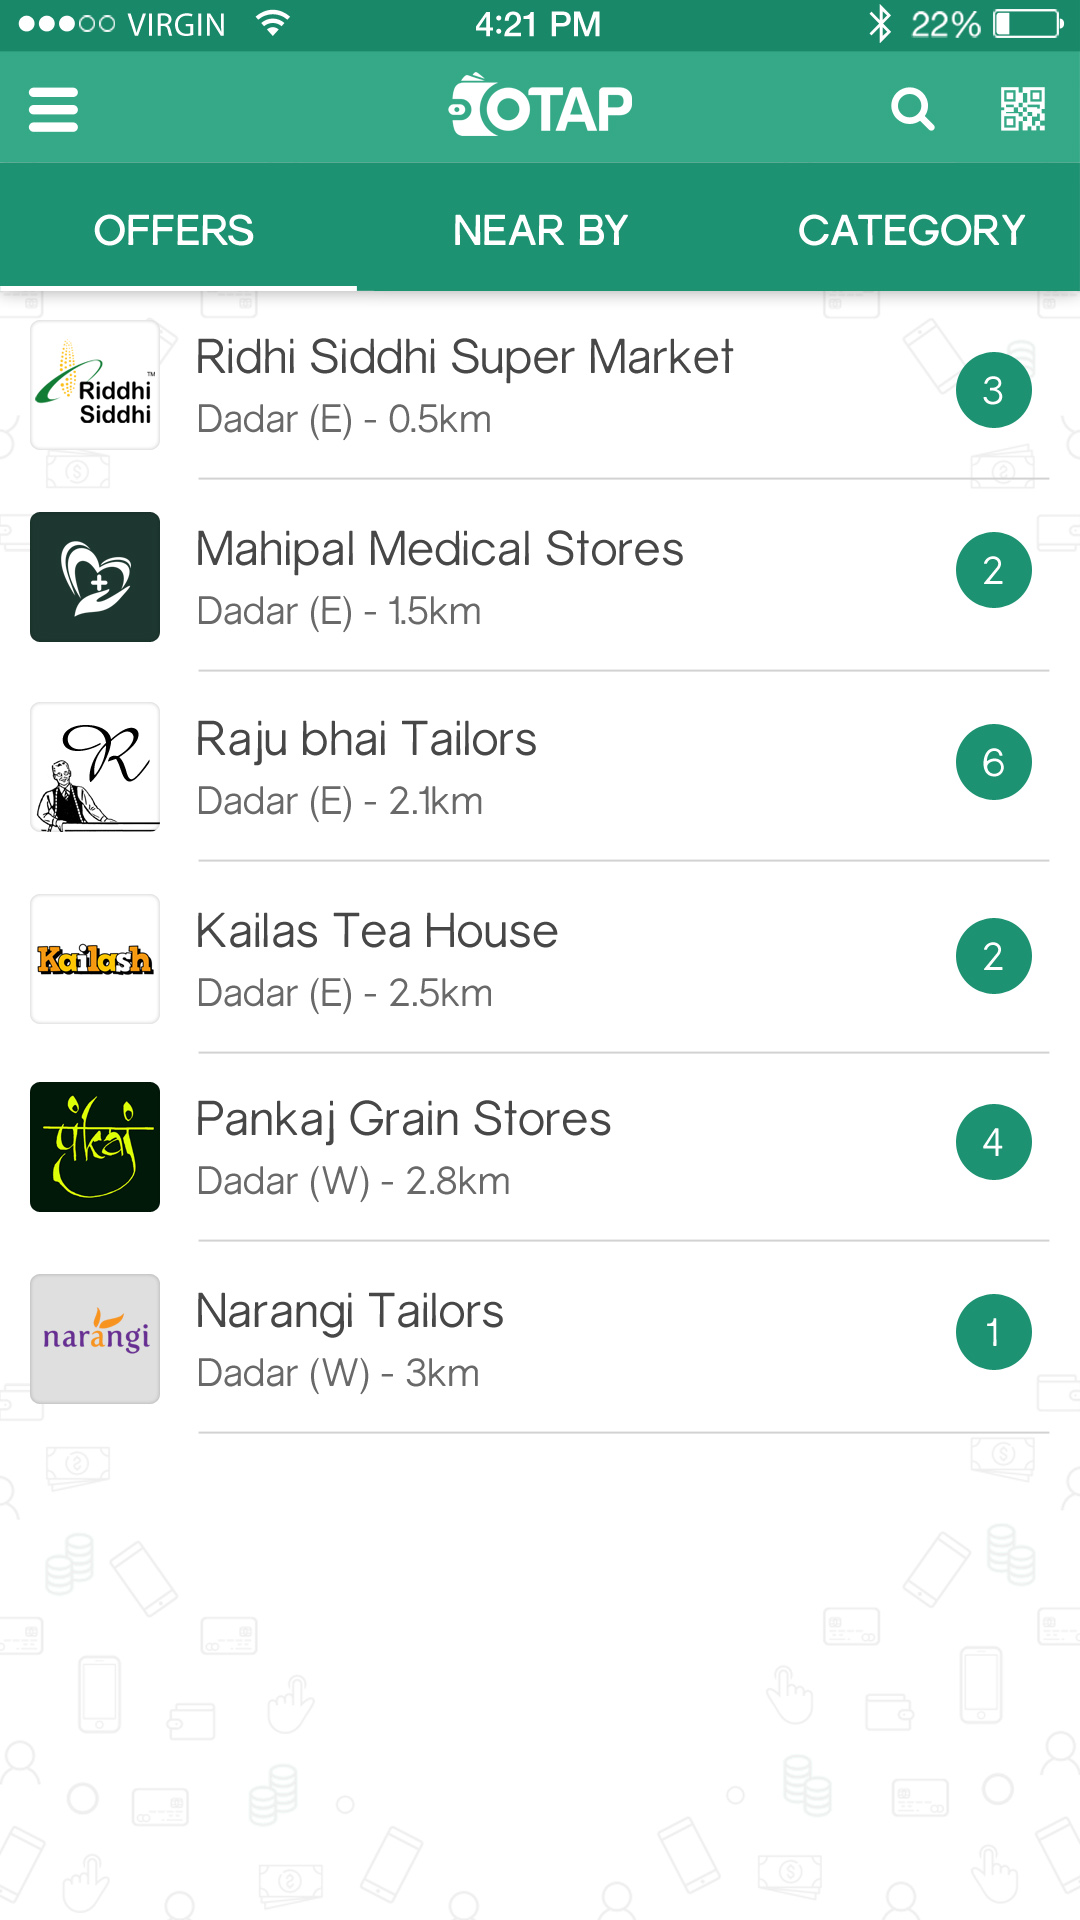 VIRGIN 4:21 PM 22%
OTAP
OFFERS NEAR BY CATEGORY
Riddhi Siddhi ™
Ridhi Siddhi Super Market
Dadar (E) - 0.5km
3
Mahipal Medical Stores
Dadar (E) - 1.5km
2
R
Raju bhai Tailors
Dadar (E) - 2.1km
6
Kailash
Kailas Tea House
Dadar (E) - 2.5km
2
pankaj
Pankaj Grain Stores
Dadar (W) - 2.8km
4
narangi
Narangi Tailors
Dadar (W) - 3km
1